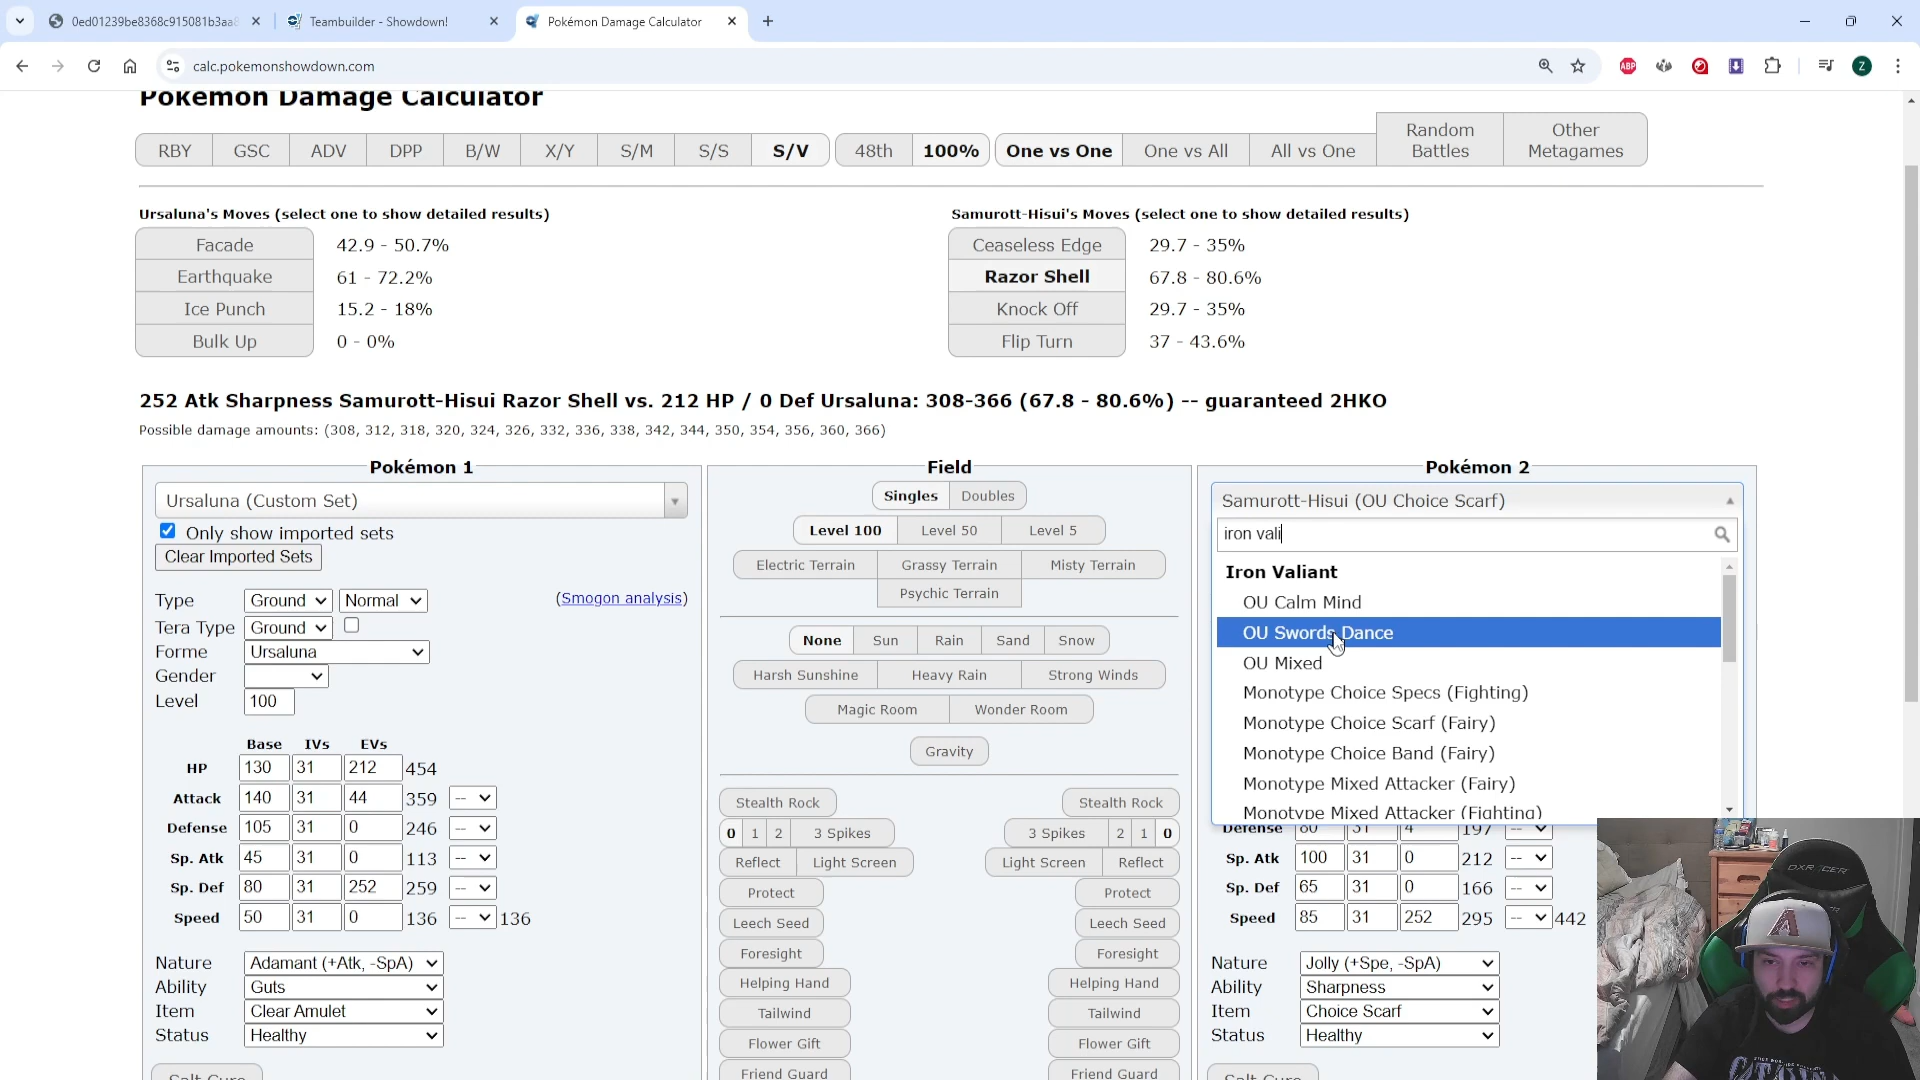 0ed01239be8368c915081b3aa
Teambuilder - Showdown!
Pokémon Damage Calculator
calc.pokemonshowdown.com
ABP
Z
Pokémon Damage Calculator
RBY GSC ADV DPP B/W X/Y S/M S/S S/V 48th 100% One vs One One vs All All vs One Random Battles Other Metagames
Ursaluna's Moves (select one to show detailed results)
Facade 42.9 - 50.7%
Earthquake 61 - 72.2%
Ice Punch 15.2 - 18%
Bulk Up 0 - 0%
Samurott-Hisui's Moves (select one to show detailed results)
Ceaseless Edge 29.7 - 35%
Razor Shell 67.8 - 80.6%
Knock Off 29.7 - 35%
Flip Turn 37 - 43.6%
252 Atk Sharpness Samurott-Hisui Razor Shell vs. 212 HP / 0 Def Ursaluna: 308-366 (67.8 - 80.6%) -- guaranteed 2HKO
Possible damage amounts: (308, 312, 318, 320, 324, 326, 332, 336, 338, 342, 344, 350, 354, 356, 360, 366)
Pokémon 1
Ursaluna (Custom Set)
Only show imported sets
Clear Imported Sets
Type Ground Normal (Smogon analysis)
Tera Type Ground
Forme Ursaluna
Gender
Level 100
Base IVs EVs
HP 130 31 212 454
Attack 140 31 44 359 --
Defense 105 31 0 246 --
Sp. Atk 45 31 0 113 --
Sp. Def 80 31 252 259 --
Speed 50 31 0 136 -- 136
Nature Adamant (+Atk, -SpA)
Ability Guts
Item Clear Amulet
Status Healthy
Salt Cure
Field
Singles Doubles
Level 100 Level 50 Level 5
Electric Terrain Grassy Terrain Misty Terrain
Psychic Terrain
None Sun Rain Sand Snow
Harsh Sunshine Heavy Rain Strong Winds
Magic Room Wonder Room
Gravity
Stealth Rock Stealth Rock
0 1 2 3 Spikes 3 Spikes 2 1 0
Reflect Light Screen Light Screen Reflect
Protect Protect
Leech Seed Leech Seed
Foresight Foresight
Helping Hand Helping Hand
Tailwind Tailwind
Flower Gift Flower Gift
Friend Guard Friend Guard
Pokémon 2
Samurott-Hisui (OU Choice Scarf)
iron vali
Iron Valiant
OU Calm Mind
OU Swords Dance
OU Mixed
Monotype Choice Specs (Fighting)
Monotype Choice Scarf (Fairy)
Monotype Choice Band (Fairy)
Monotype Mixed Attacker (Fairy)
Monotype Mixed Attacker (Fighting)
Defense 80 31 4 197 --
Sp. Atk 100 31 0 212 --
Sp. Def 65 31 0 166 --
Speed 85 31 252 295 -- 442
Nature Jolly (+Spe, -SpA)
Ability Sharpness
Item Choice Scarf
Status Healthy
Salt Cure
DXRACER
A